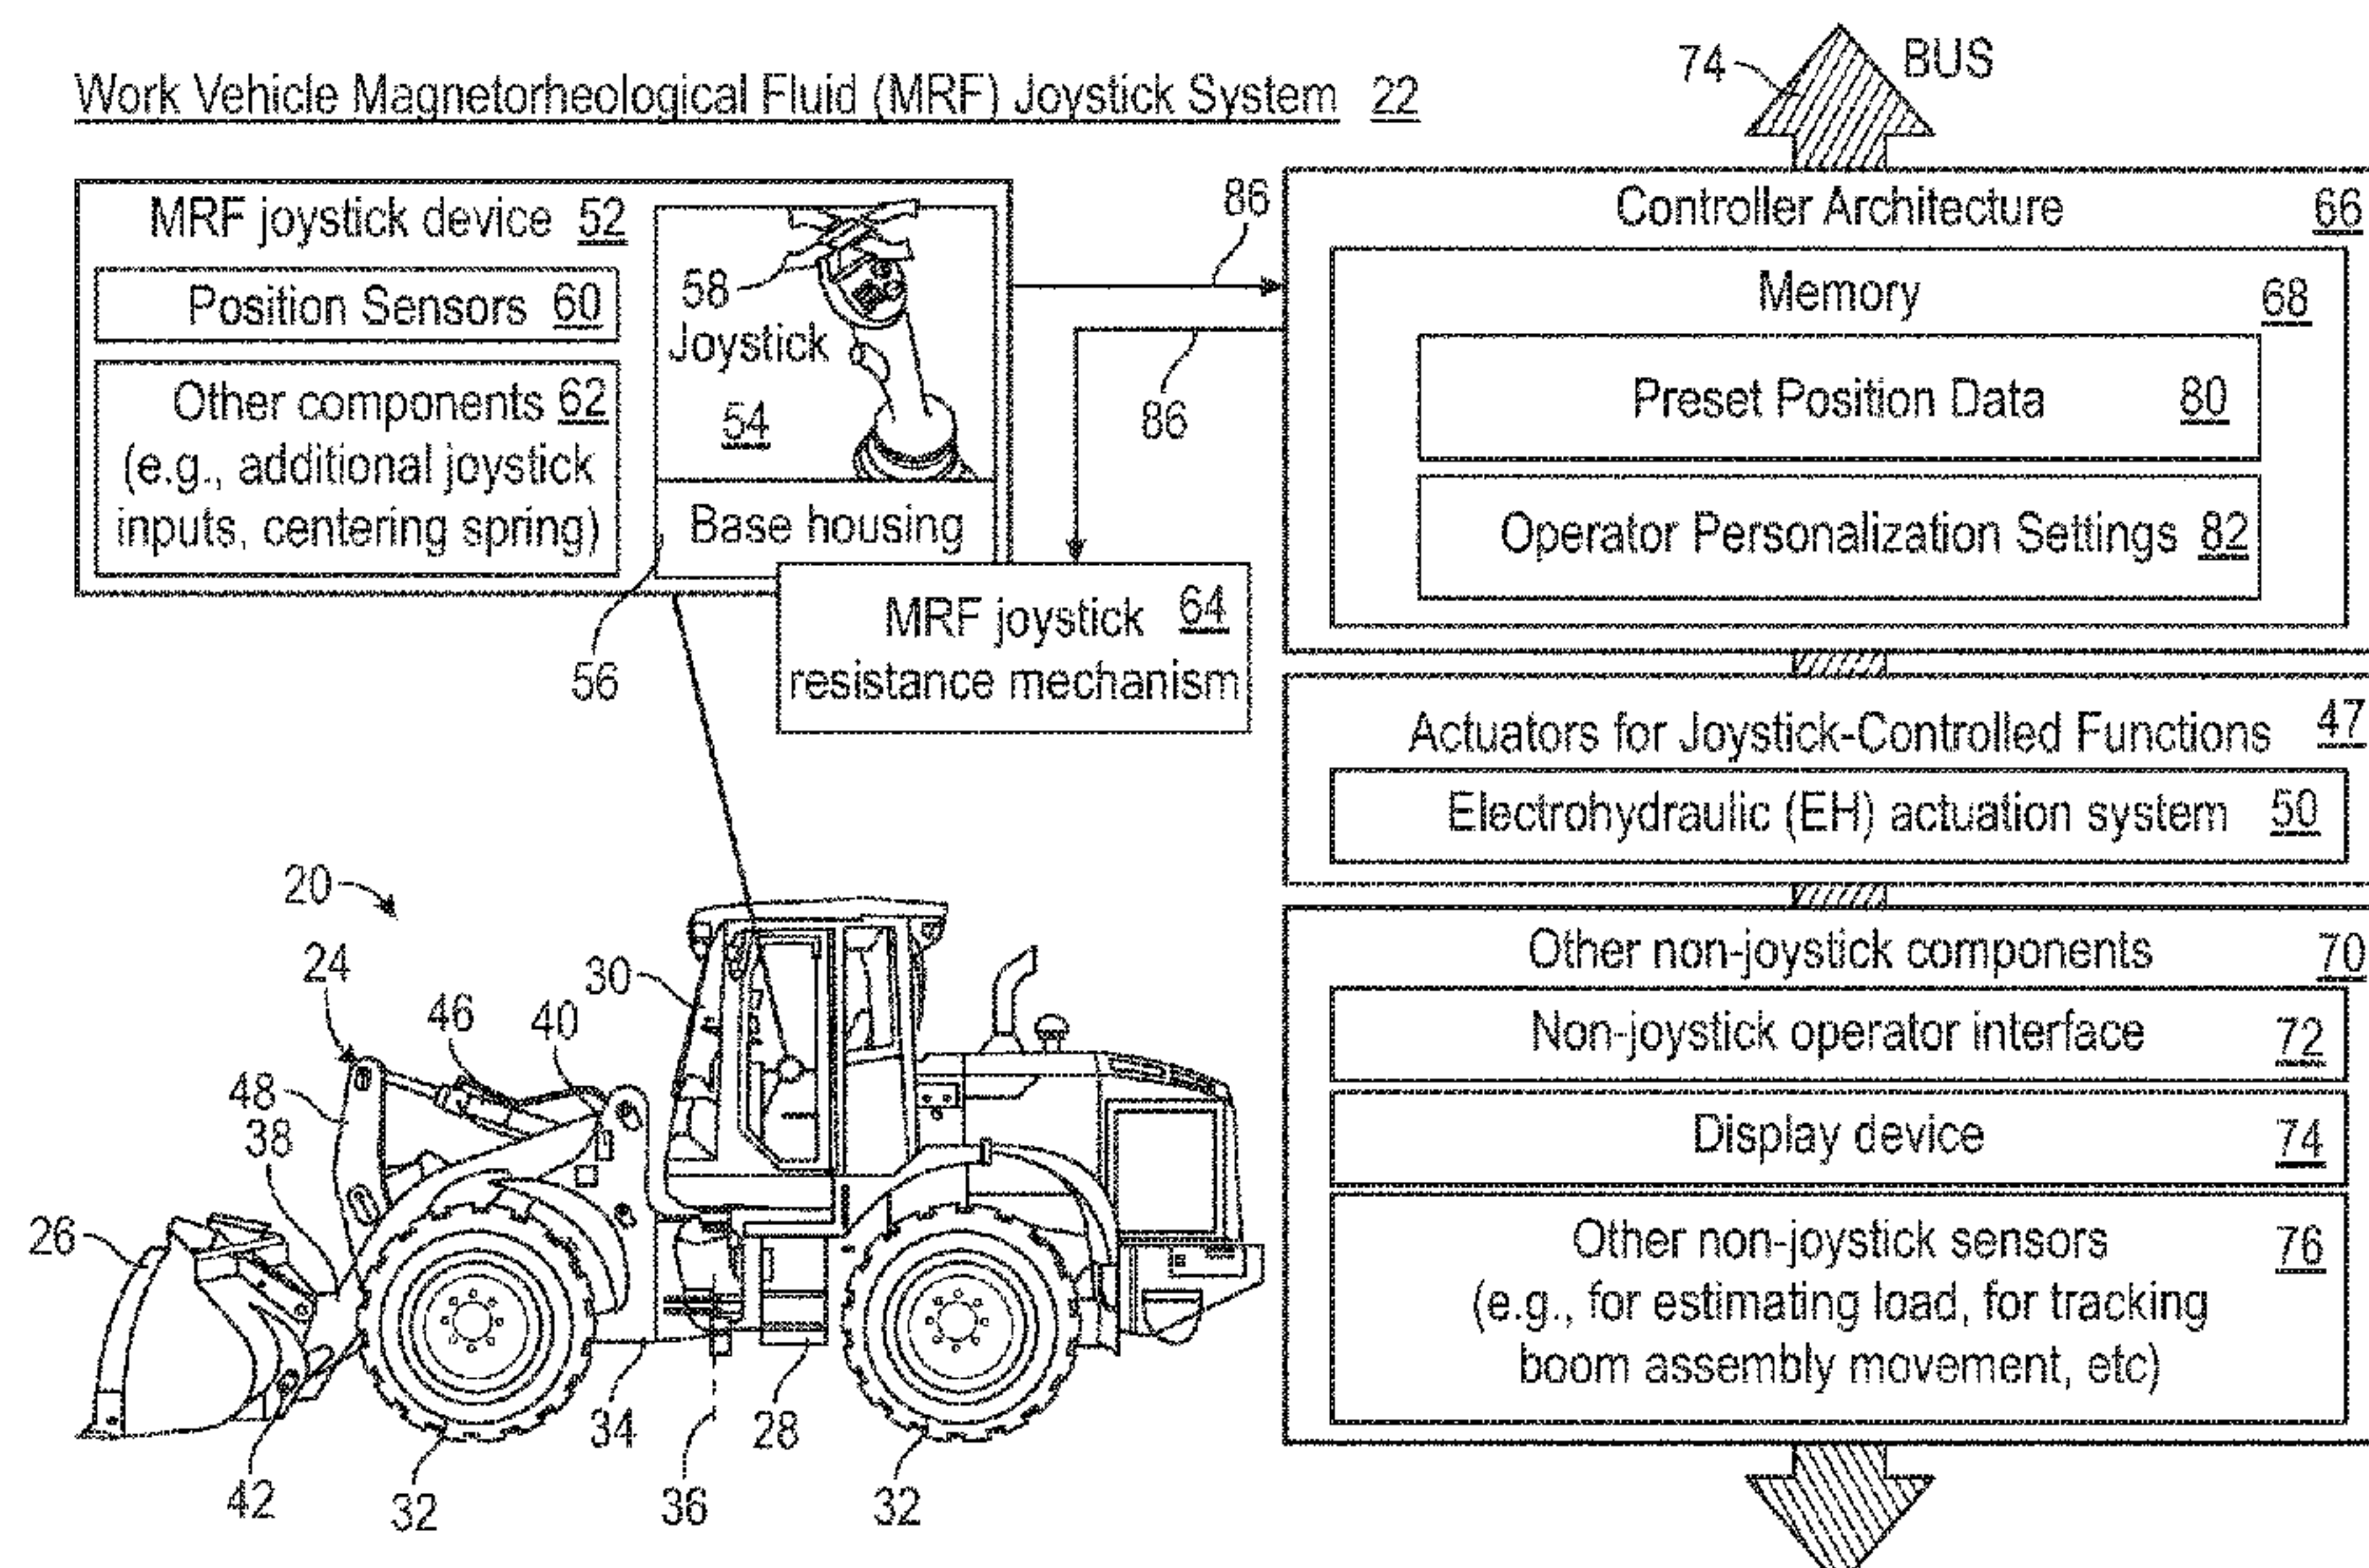 Work Vehicle Magnetorheological Fluid (MRF) Joystick System 22
74
BUS
MRF joystick device 52
Position Sensors 60
Other components 62
(e.g., additional joystick
inputs, centering spring)
58
Joystick
54
Base housing
56
MRF joystick 64
resistance mechanism
86
86
Controller Architecture 66
Memory 68
Preset Position Data 80
Operator Personalization Settings 82
Actuators for Joystick-Controlled Functions 47
Electrohydraulic (EH) actuation system 50
Other non-joystick components 70
Non-joystick operator interface 72
Display device 74
Other non-joystick sensors 76
(e.g., for estimating load, for tracking
boom assembly movement, etc)
20
24
30
46
40
48
38
26
42
32
34
36
28
32